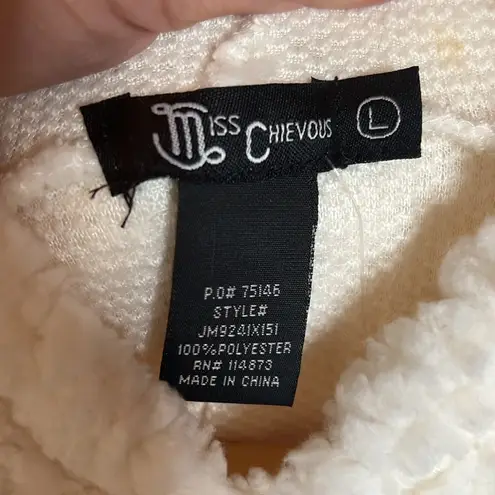 Miss Chievous L
P.O# 75146
STYLE#
JM9241X151
100%POLYESTER
RN# 114873
MADE IN CHINA